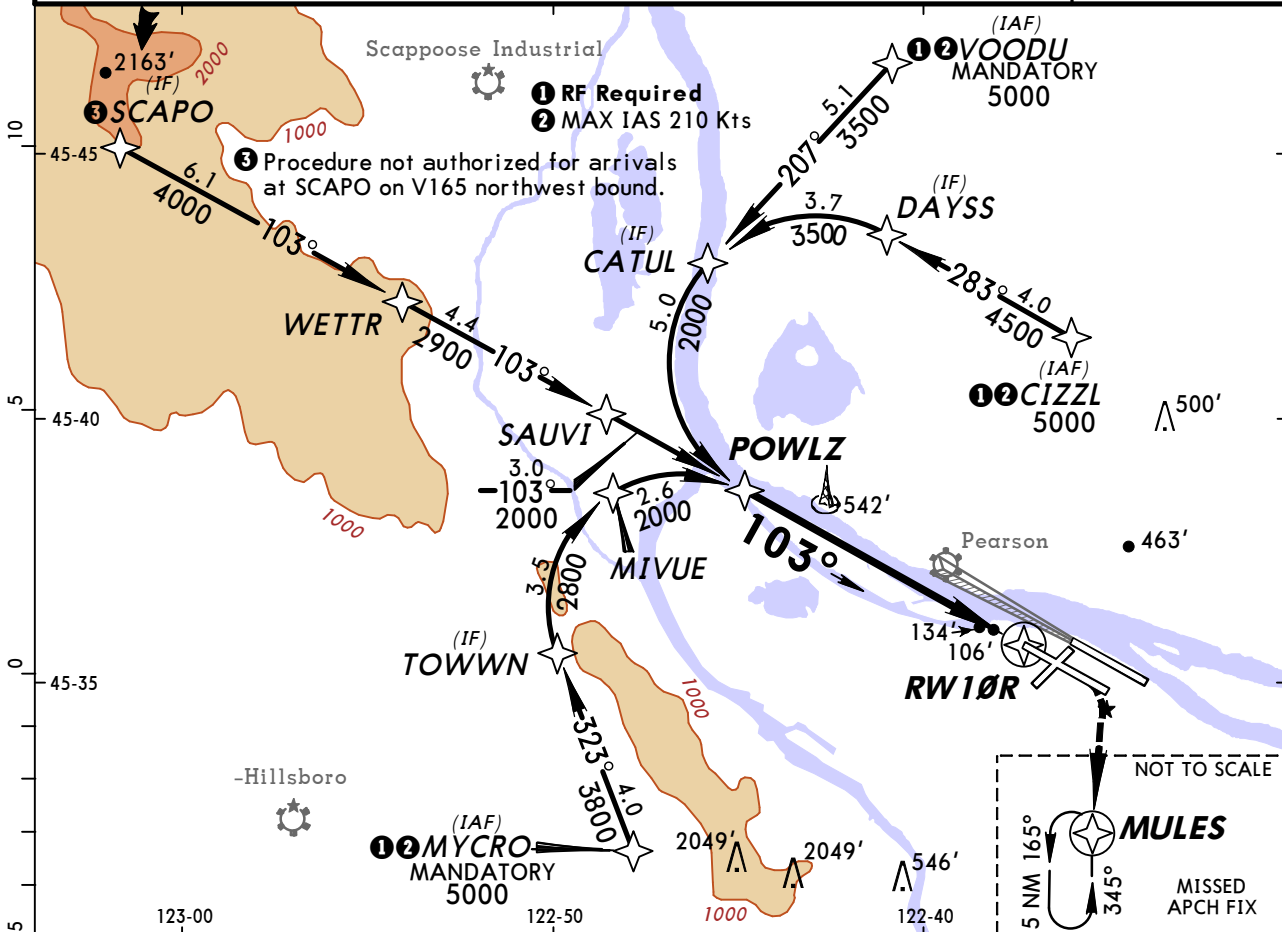 2163'
(IF)
❸SCAPO
2000
Scappoose Industrial
❶ RF Required
❷ MAX IAS 210 Kts
(IAF)
❶❷VOODU
MANDATORY
5000
5.1
3500
207°
1000
❸ Procedure not authorized for arrivals
at SCAPO on V165 northwest bound.
10
45-45
6.1
4000
103°
(IF)
DAYSS
3.7
3500
(IF)
CATUL
283°
4.0
4500
(IAF)
❶❷CIZZL
5000
WETTR
4.4
2900
103°
5.0
2000
5
45-40
SAUVI
3.0
103°
2000
POWLZ
500'
542'
2.6
2000
MIVUE
103°
1000
Pearson
463'
3.5
2800
134'
106'
(IF)
TOWWN
RW1ØR
0
45-35
1000
323°
4.0
3800
-Hillsboro
(IAF)
❶❷MYCRO
MANDATORY
5000
2049'
2049'
546'
1000
NOT TO SCALE
MULES
5 NM 165°
345°
MISSED
APCH FIX
5
123-00
122-50
122-40